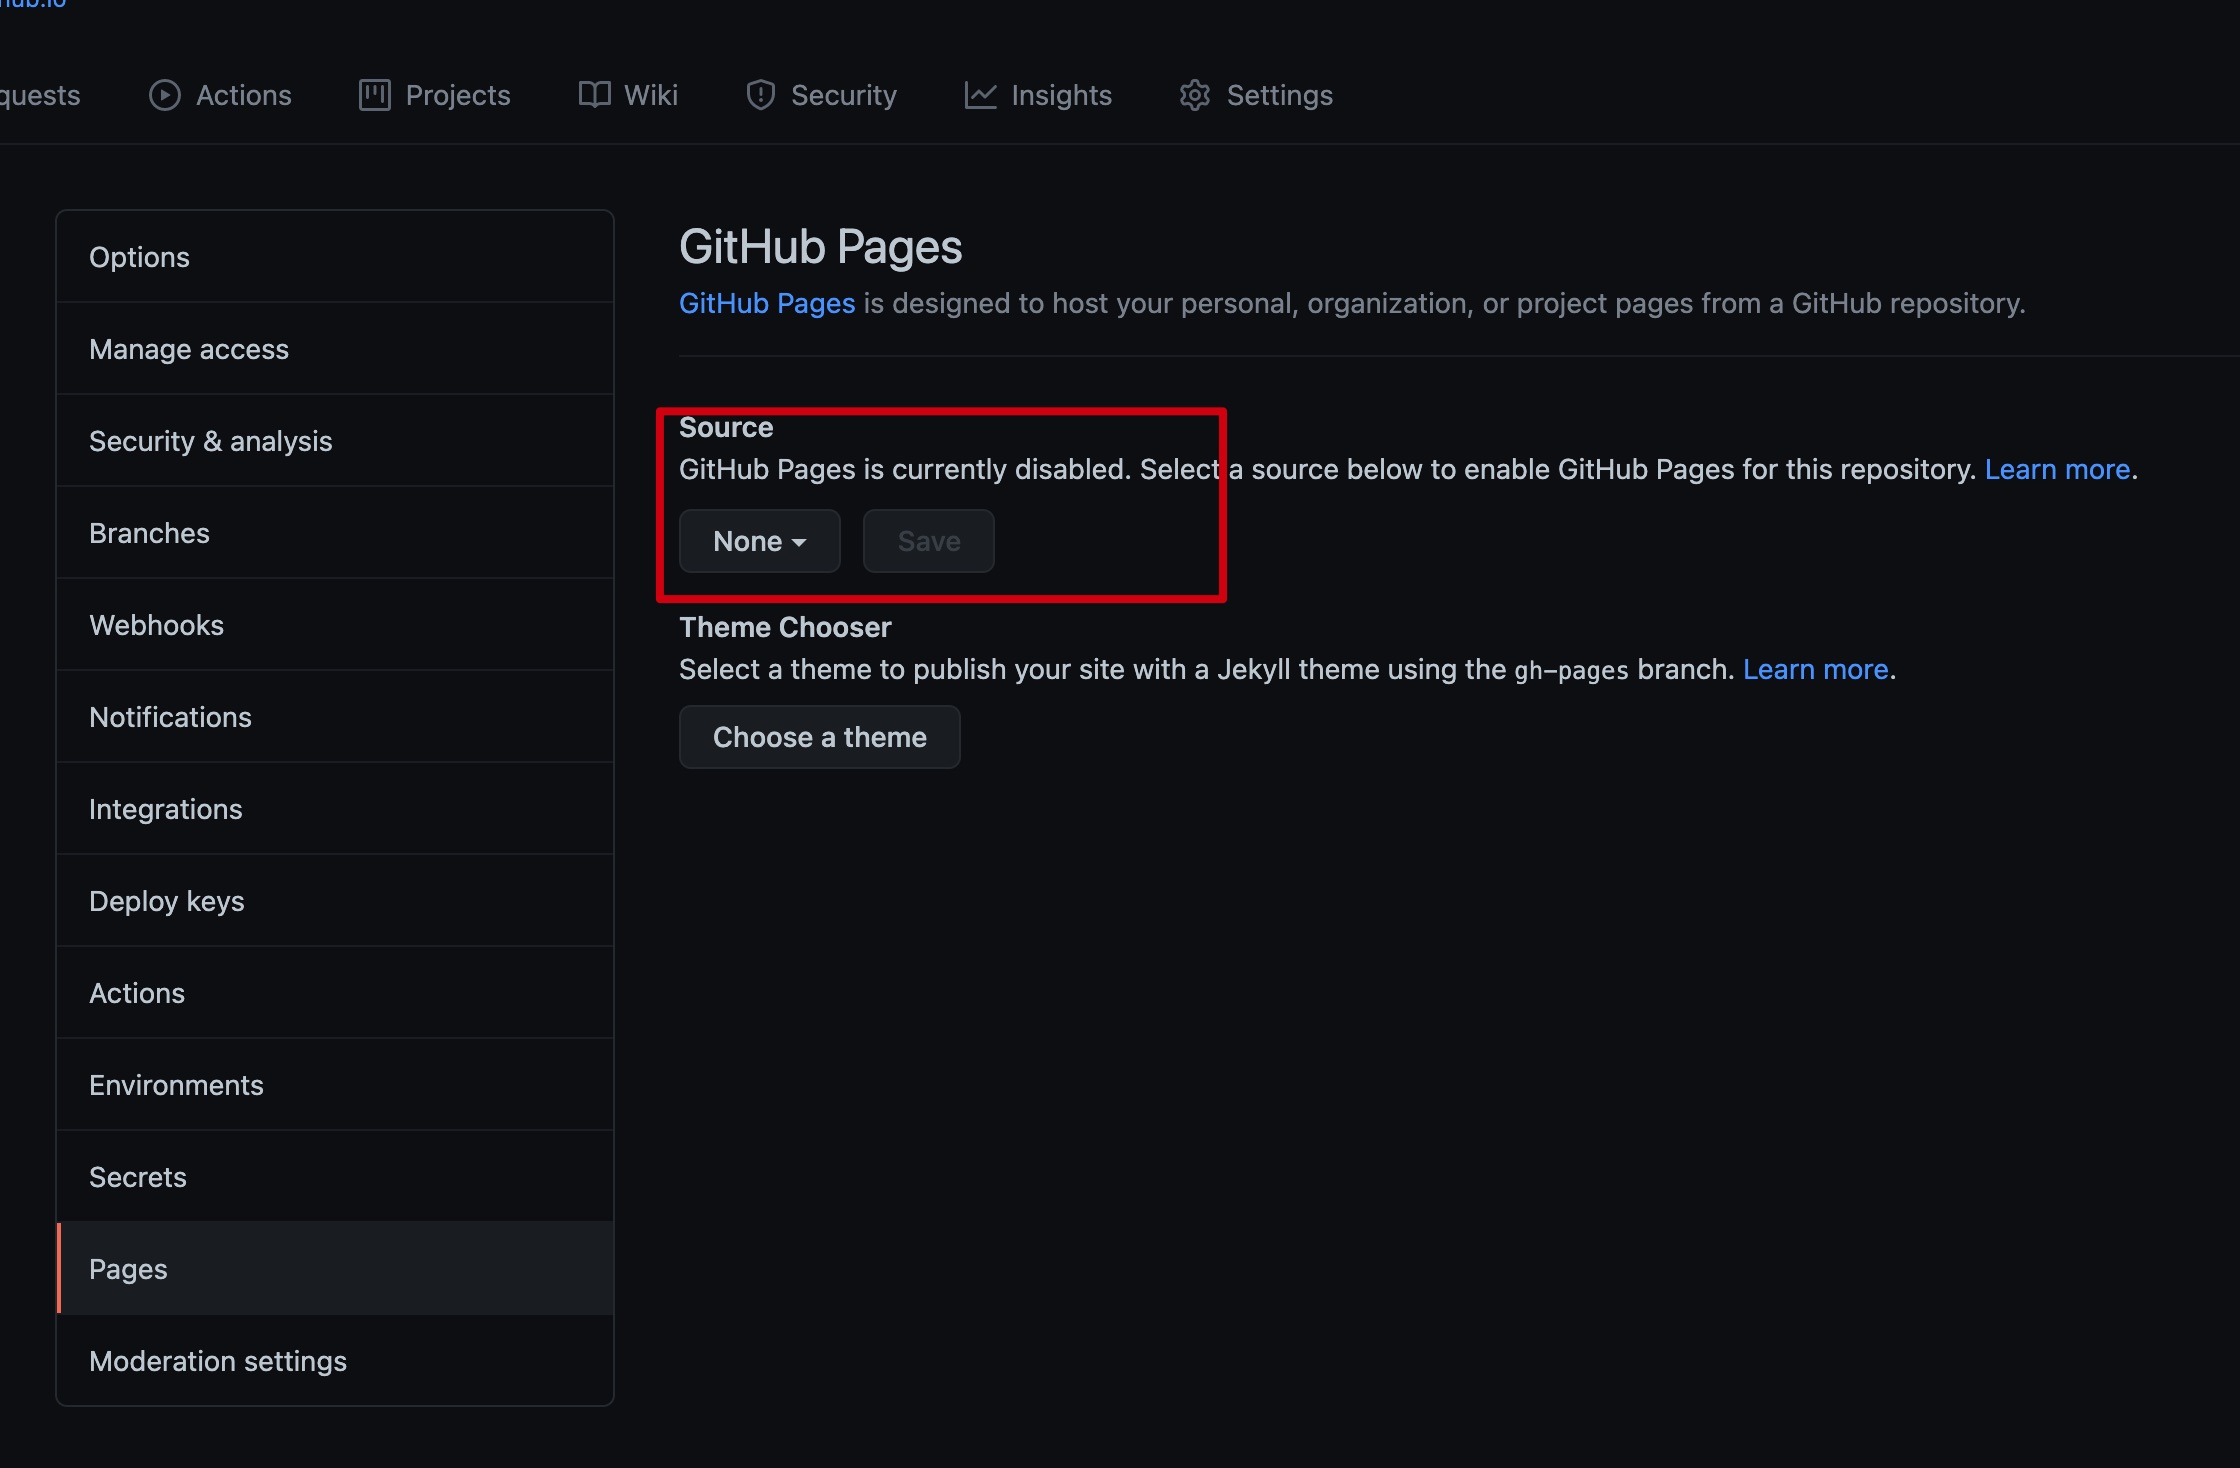 quests Actions Projects Wiki Security Insights Settings
Options
Manage access
Security & analysis
Branches
Webhooks
Notifications
Integrations
Deploy keys
Actions
Environments
Secrets
Pages
Moderation settings
GitHub Pages
GitHub Pages is designed to host your personal, organization, or project pages from a GitHub repository.
Source
GitHub Pages is currently disabled. Select a source below to enable GitHub Pages for this repository. Learn more.
None Save
Theme Chooser
Select a theme to publish your site with a Jekyll theme using the gh-pages branch. Learn more.
Choose a theme